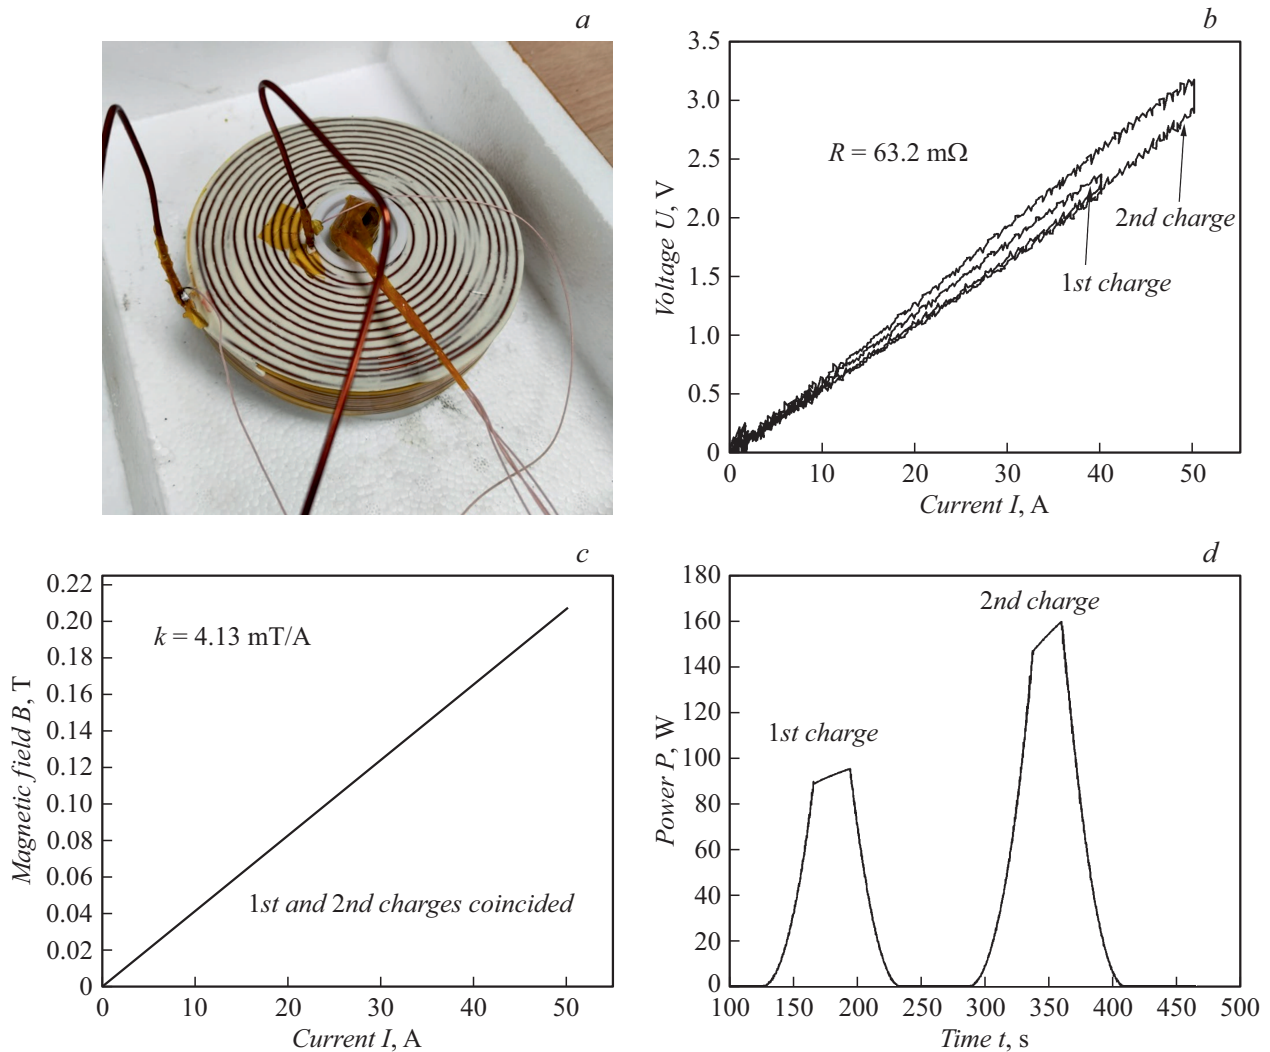 a
b
3.5
3.0
2.5
2.0
1.5
1.0
0.5
0
Voltage U, V
R = 63.2 mΩ
2nd charge
1st charge
0 10 20 30 40 50
Current I, A
c
0.22
0.20
0.18
0.16
0.14
0.12
0.10
0.08
0.06
0.04
0.02
0
Magnetic field B, T
k = 4.13 mT/A
1st and 2nd charges coincided
0 10 20 30 40 50
Current I, A
d
180
160
140
120
100
80
60
40
20
0
Power P, W
2nd charge
1st charge
100 150 200 250 300 350 400 450 500
Time t, s